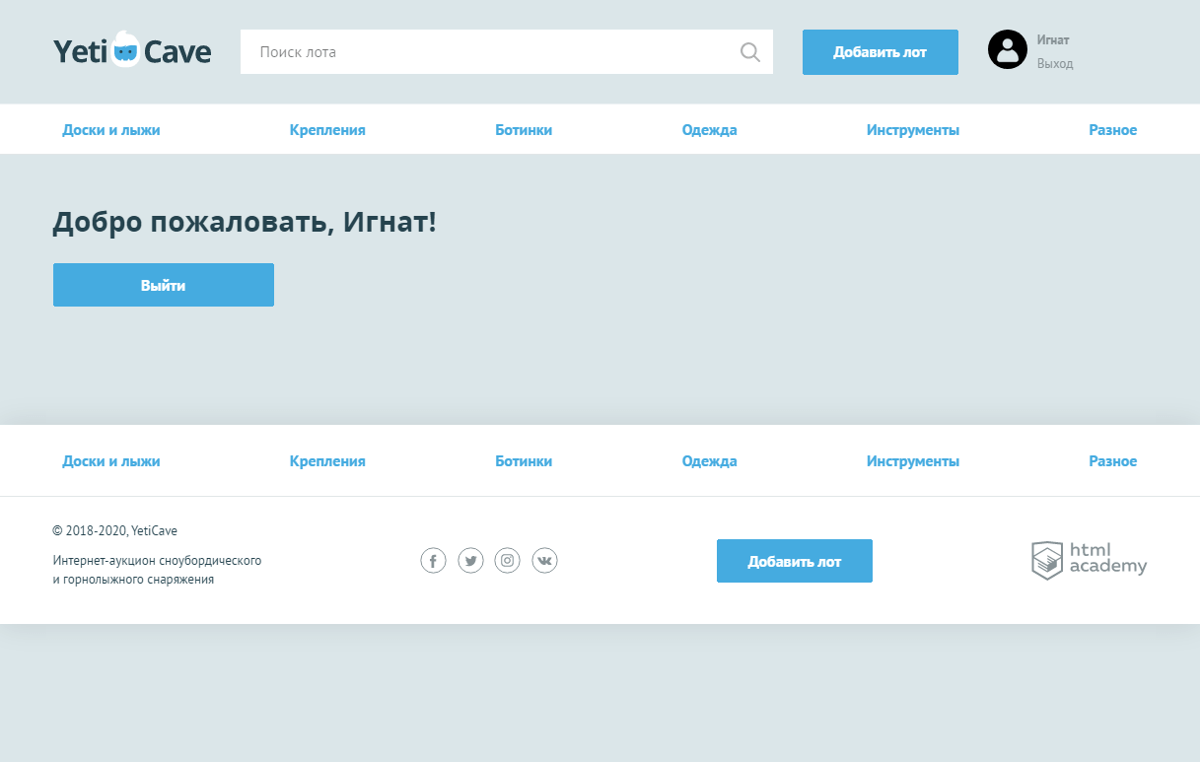 Yeti Cave
Поиск лота
Добавить лот
Игнат
Выход
Доски и лыжи
Крепления
Ботинки
Одежда
Инструменты
Разное
Добро пожаловать, Игнат!
Выйти
Доски и лыжи
Крепления
Ботинки
Одежда
Инструменты
Разное
© 2018-2020, YetiCave
Интернет-аукцион сноубордического
и горнолыжного снаряжения
Добавить лот
html
academy